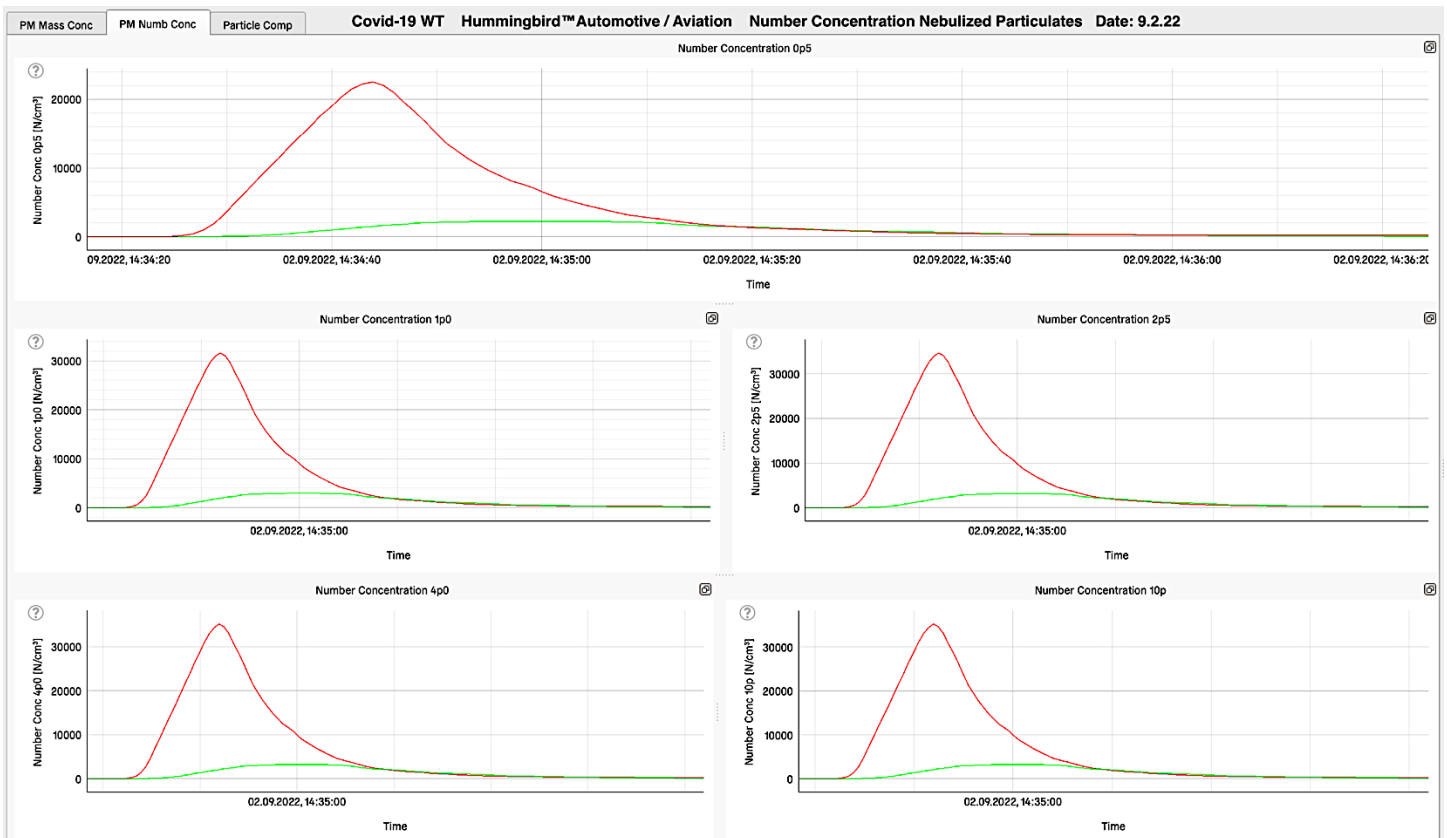 PM Mass Conc PM Numb Conc Particle Comp Covid-19 WT Hummingbird™Automotive / Aviation Number Concentration Nebulized Particulates Date: 9.2.22
Number Concentration 0p5
?
Number Conc 0p5 [N/cm³]
20000
10000
0
09.2022, 14:34:20 02.09.2022, 14:34:40 02.09.2022, 14:35:00 02.09.2022, 14:35:20 02.09.2022, 14:35:40 02.09.2022, 14:36:00 02.09.2022, 14:36:20
Time
Number Concentration 1p0
?
Number Conc 1p0 [N/cm³]
30000
20000
10000
0
02.09.2022, 14:35:00
Time
Number Concentration 2p5
?
Number Conc 2p5 [N/cm³]
30000
20000
10000
0
02.09.2022, 14:35:00
Time
Number Concentration 4p0
?
Number Conc 4p0 [N/cm³]
30000
20000
10000
0
02.09.2022, 14:35:00
Time
Number Concentration 10p
?
Number Conc 10p [N/cm³]
30000
20000
10000
0
02.09.2022, 14:35:00
Time